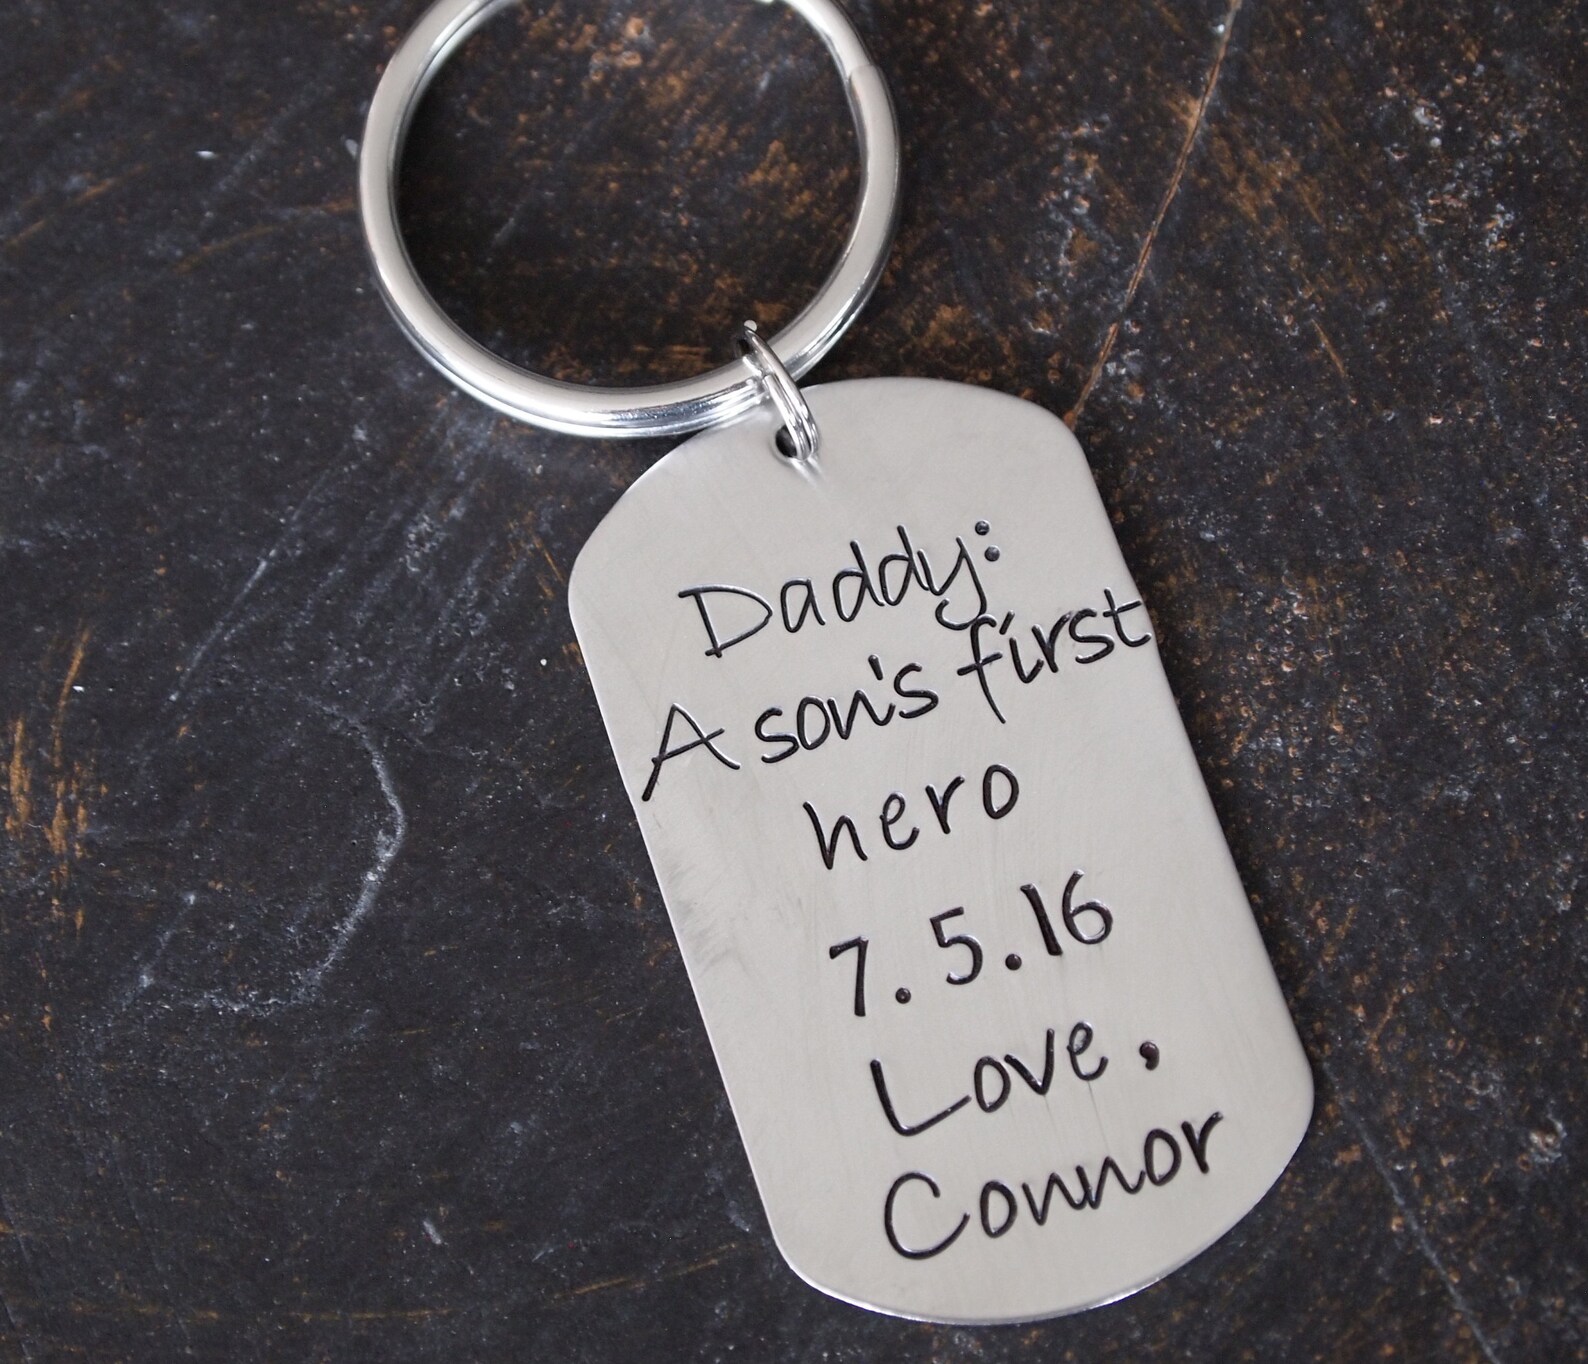 Daddy:
A son's first
hero
7.5.16
Love,
Connor